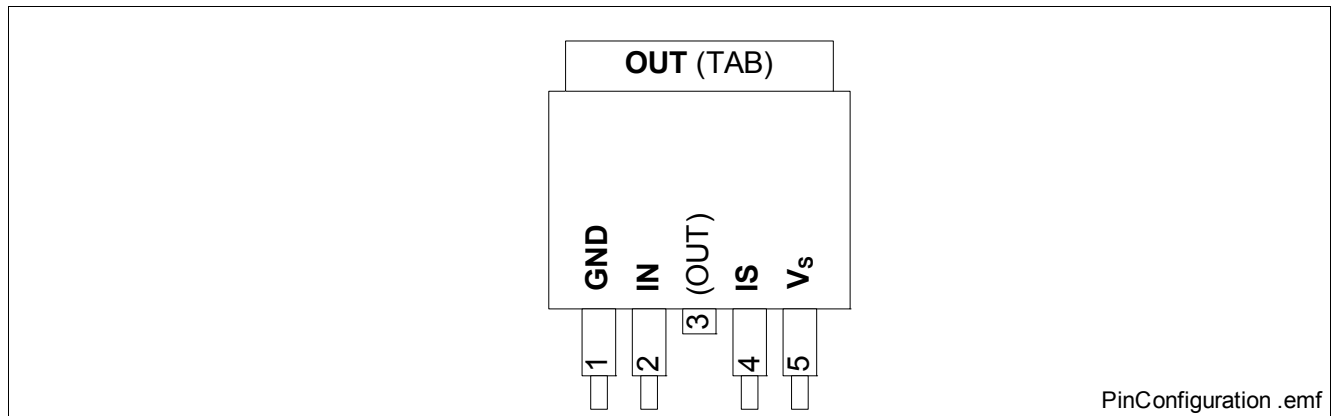 OUT (TAB)
GND
IN
(OUT)
IS
Vs
1
2
3
4
5
PinConfiguration .emf